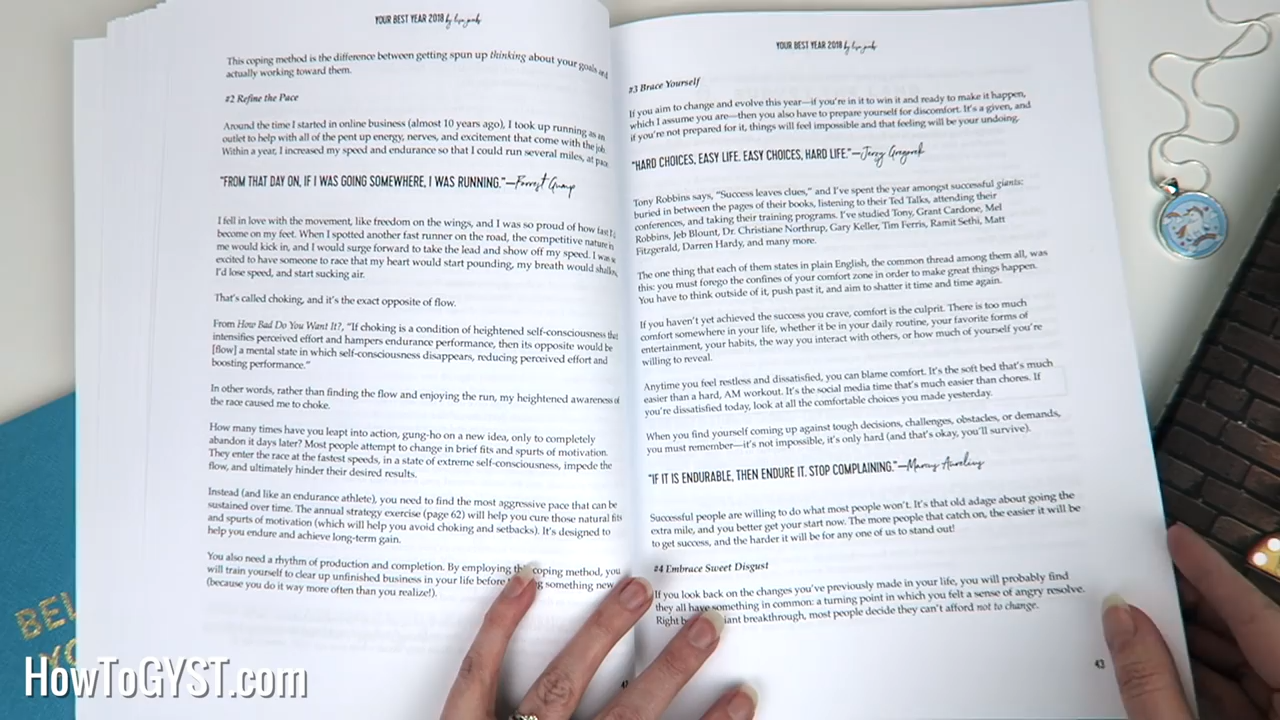 YOUR BEST YEAR 2018 by lisa jacobs
This coping method is the difference between getting spun up thinking about your goals and
actually working toward them.
#2 Refine the Pace
Around the time I started in online business (almost 10 years ago), I took up running as an
outlet to help with all of the pent up energy, nerves, and excitement that come with the job.
Within a year, I increased my speed and endurance so that I could run several miles, at pace.
"FROM THAT DAY ON, IF I WAS GOING SOMEWHERE, I WAS RUNNING."—Forrest Gump
I fell in love with the movement, like freedom on the wings, and I was so proud of how fast I'd
become on my feet. When I spotted another fast runner on the road, the competitive nature in
me would kick in, and I would surge forward to take the lead and show off my speed. I was so
excited to have someone to race that my heart would start pounding, my breath would shallow,
I'd lose speed, and start sucking air.
That's called choking, and it's the exact opposite of flow.
From How Bad Do You Want It?, "If choking is a condition of heightened self-consciousness that
intensifies perceived effort and hampers endurance performance, then its opposite would be
[flow] a mental state in which self-consciousness disappears, reducing perceived effort and
boosting performance."
In other words, rather than finding the flow and enjoying the run, my heightened awareness of
the race caused me to choke.
How many times have you leapt into action, gung-ho on a new idea, only to completely
abandon it days later? Most people attempt to change in brief fits and spurts of motivation.
They enter the race at the fastest speeds, in a state of extreme self-consciousness, impede the
flow, and ultimately hinder their desired results.
Instead (and like an endurance athlete), you need to find the most aggressive pace that can be
sustained over time. The annual strategy exercise (page 62) will help you cure those natural fits
and spurts of motivation (which will help you avoid choking and setbacks). It's designed to
help you endure and achieve long-term gain.
You also need a rhythm of production and completion. By employing this coping method, you
will train yourself to clear up unfinished business in your life before something new
(because you do it way more often than you realize!).
YOUR BEST YEAR 2018 by lisa jacobs
#3 Brace Yourself
If you aim to change and evolve this year—if you're in it to win it and ready to make it happen,
which I assume you are—then you also have to prepare yourself for discomfort. It's a given, and
if you're not prepared for it, things will feel impossible and that feeling will be your undoing.
"HARD CHOICES, EASY LIFE. EASY CHOICES, HARD LIFE."—Jerzy Gregorek
Tony Robbins says, "Success leaves clues," and I've spent the year amongst successful giants:
buried in between the pages of their books, listening to their Ted Talks, attending their
conferences, and taking their training programs. I've studied Tony, Grant Cardone, Mel
Robbins, Jeb Blount, Dr. Christiane Northrup, Gary Keller, Tim Ferris, Ramit Sethi, Matt
Fitzgerald, Darren Hardy, and many more.
The one thing that each of them states in plain English, the common thread among them all, was
this: you must forego the confines of your comfort zone in order to make great things happen.
You have to think outside of it, push past it, and aim to shatter it time and time again.
If you haven't yet achieved the success you crave, comfort is the culprit. There is too much
comfort somewhere in your life, whether it be in your daily routine, your favorite forms of
entertainment, your habits, the way you interact with others, or how much of yourself you're
willing to reveal.
Anytime you feel restless and dissatisfied, you can blame comfort. It's the soft bed that's much
easier than a hard, AM workout. It's the social media time that's much easier than chores. If
you're dissatisfied today, look at all the comfortable choices you made yesterday.
When you find yourself coming up against tough decisions, challenges, obstacles, or demands,
you must remember—it's not impossible, it's only hard (and that's okay, you'll survive).
"IF IT IS ENDURABLE, THEN ENDURE IT. STOP COMPLAINING."—Marcus Aurelius
Successful people are willing to do what most people won't. It's that old adage about going the
extra mile, and you better get your start now. The more people that catch on, the easier it will be
to get success, and the harder it will be for any one of us to stand out!
#4 Embrace Sweet Disgust
If you look back on the changes you've previously made in your life, you will probably find
they all have something in common: a turning point in which you felt a sense of angry resolve.
Right breakthrough, most people decide they can't afford not to change.
43
HowToGYST.com